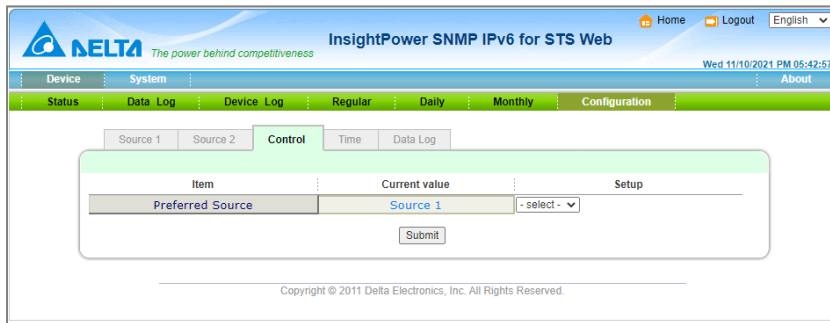 Home Logout English
DELTA The power behind competitiveness InsightPower SNMP IPv6 for STS Web
Wed 11/10/2021 PM 05:42:57
Device System About
Status Data Log Device Log Regular Daily Monthly Configuration
Source 1 Source 2 Control Time Data Log
Item Current value Setup
Preferred Source Source 1 - select -
Submit
Copyright © 2011 Delta Electronics, Inc. All Rights Reserved.